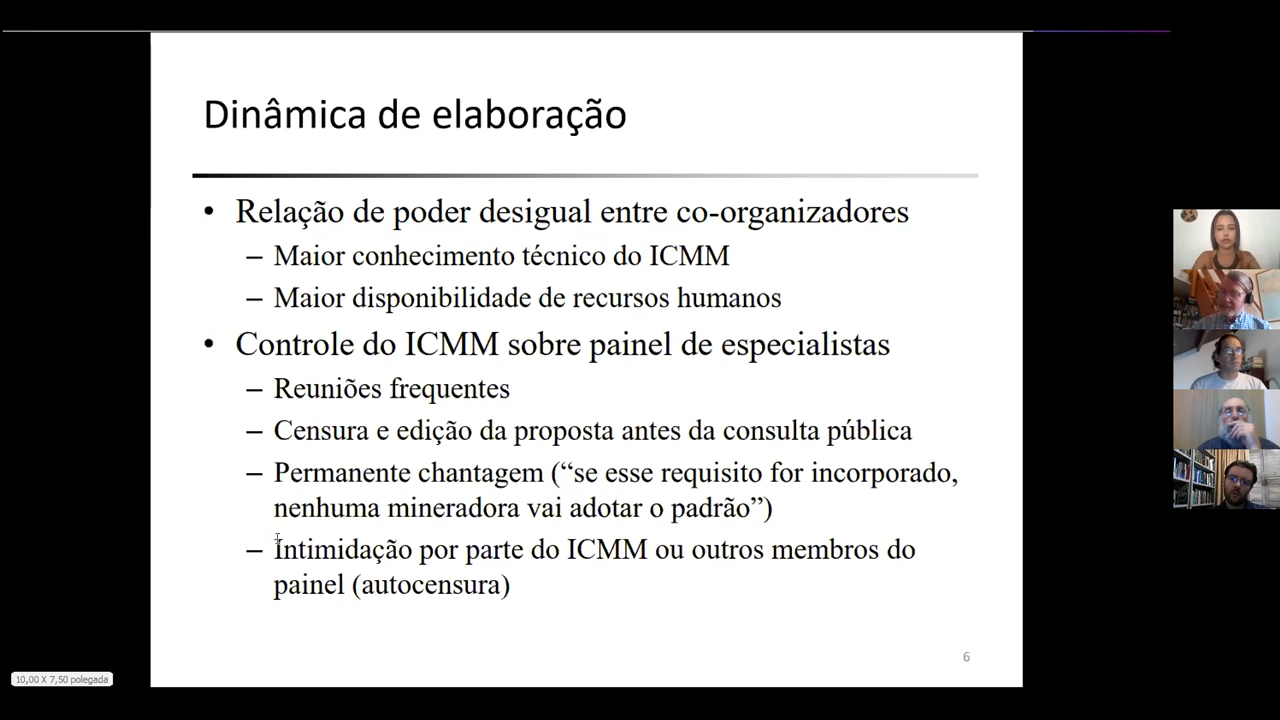 Dinâmica de elaboração
• Relação de poder desigual entre co-organizadores
– Maior conhecimento técnico do ICMM
– Maior disponibilidade de recursos humanos
• Controle do ICMM sobre painel de especialistas
– Reuniões frequentes
– Censura e edição da proposta antes da consulta pública
– Permanente chantagem (“se esse requisito for incorporado,
nenhuma mineradora vai adotar o padrão”)
– Intimidação por parte do ICMM ou outros membros do
painel (autocensura)
6
10,00 X 7,50 polegada